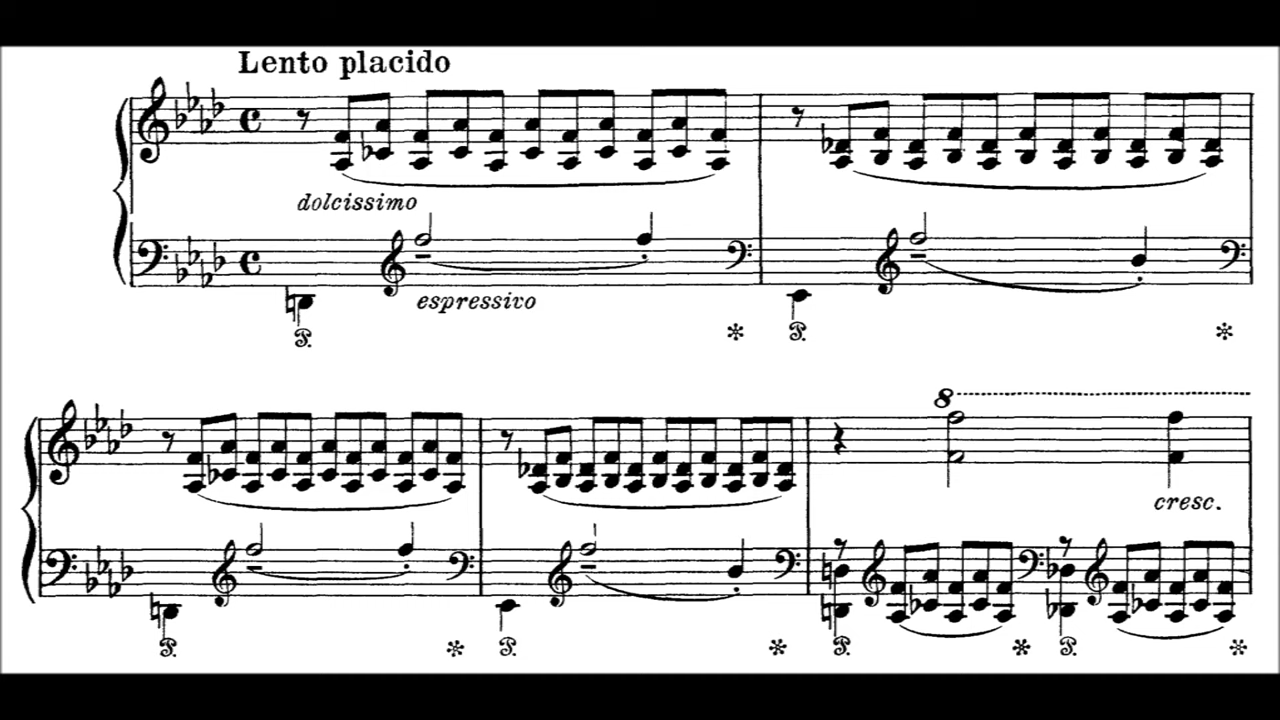 Lento placido
dolcissimo
espressivo
8
cresc.